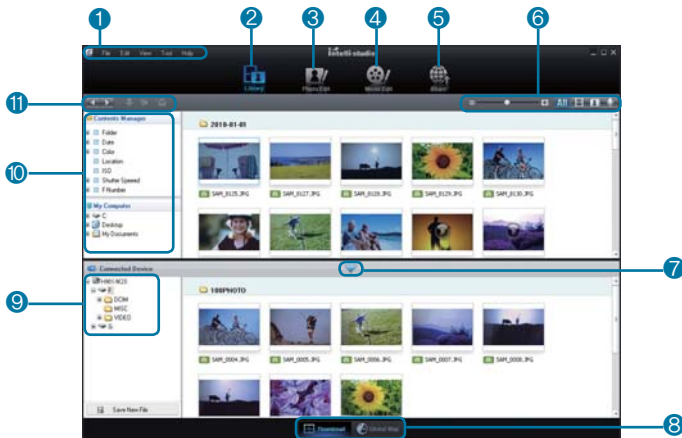 1 2 3 4 5 6
File Edit View Tool Help
Intelli-studio
Library Photo Edit Movie Edit Share
11
All
Contents Manager
Folder
Date
Color
Location
ISO
Shutter Speed
F Number
10
My Computer
C
Desktop
My Documents
2010-01-01
SAM_0125.JPG SAM_0127.JPG SAM_0128.JPG SAM_0129.JPG SAM_0130.JPG
7
Connected Device
9
F
DCIM
MISC
VIDEO
G
100PHOTO
SAM_0004.JPG SAM_0005.JPG SAM_0006.JPG SAM_0007.JPG SAM_0008.JPG
Save New File
Thumbnail Global Map
8